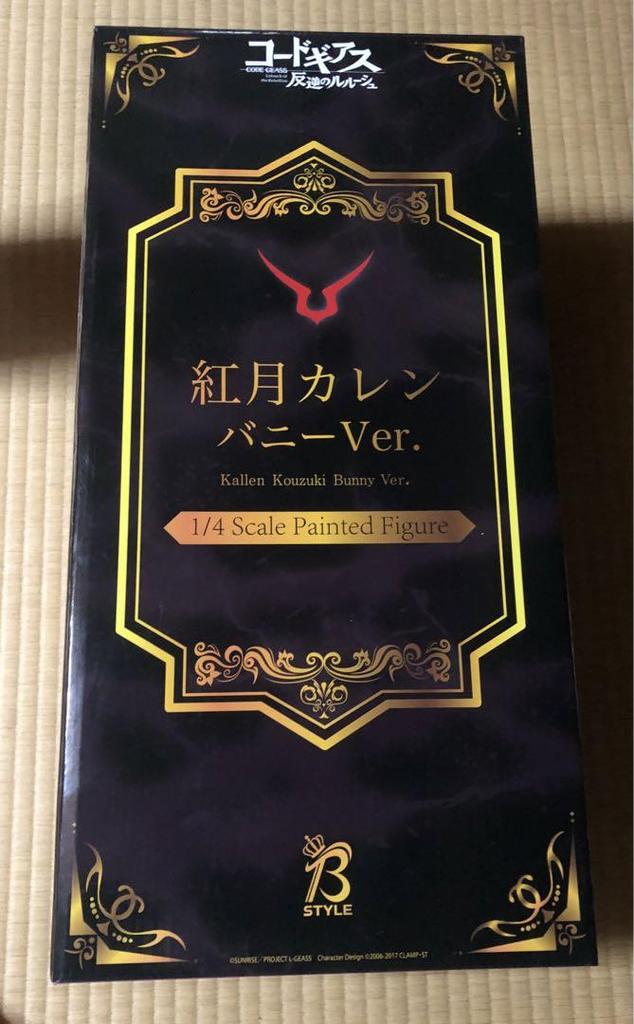 コードギアス
CODE GEASS
Lelouch of
the Rebellion
反逆のルルーシュ
紅月カレン
バニーVer.
Kallen Kouzuki Bunny Ver.
1/4 Scale Painted Figure
B
STYLE
©SUNRISE／PROJECT L-GEASS Character Design ©2006-2017 CLAMP・ST